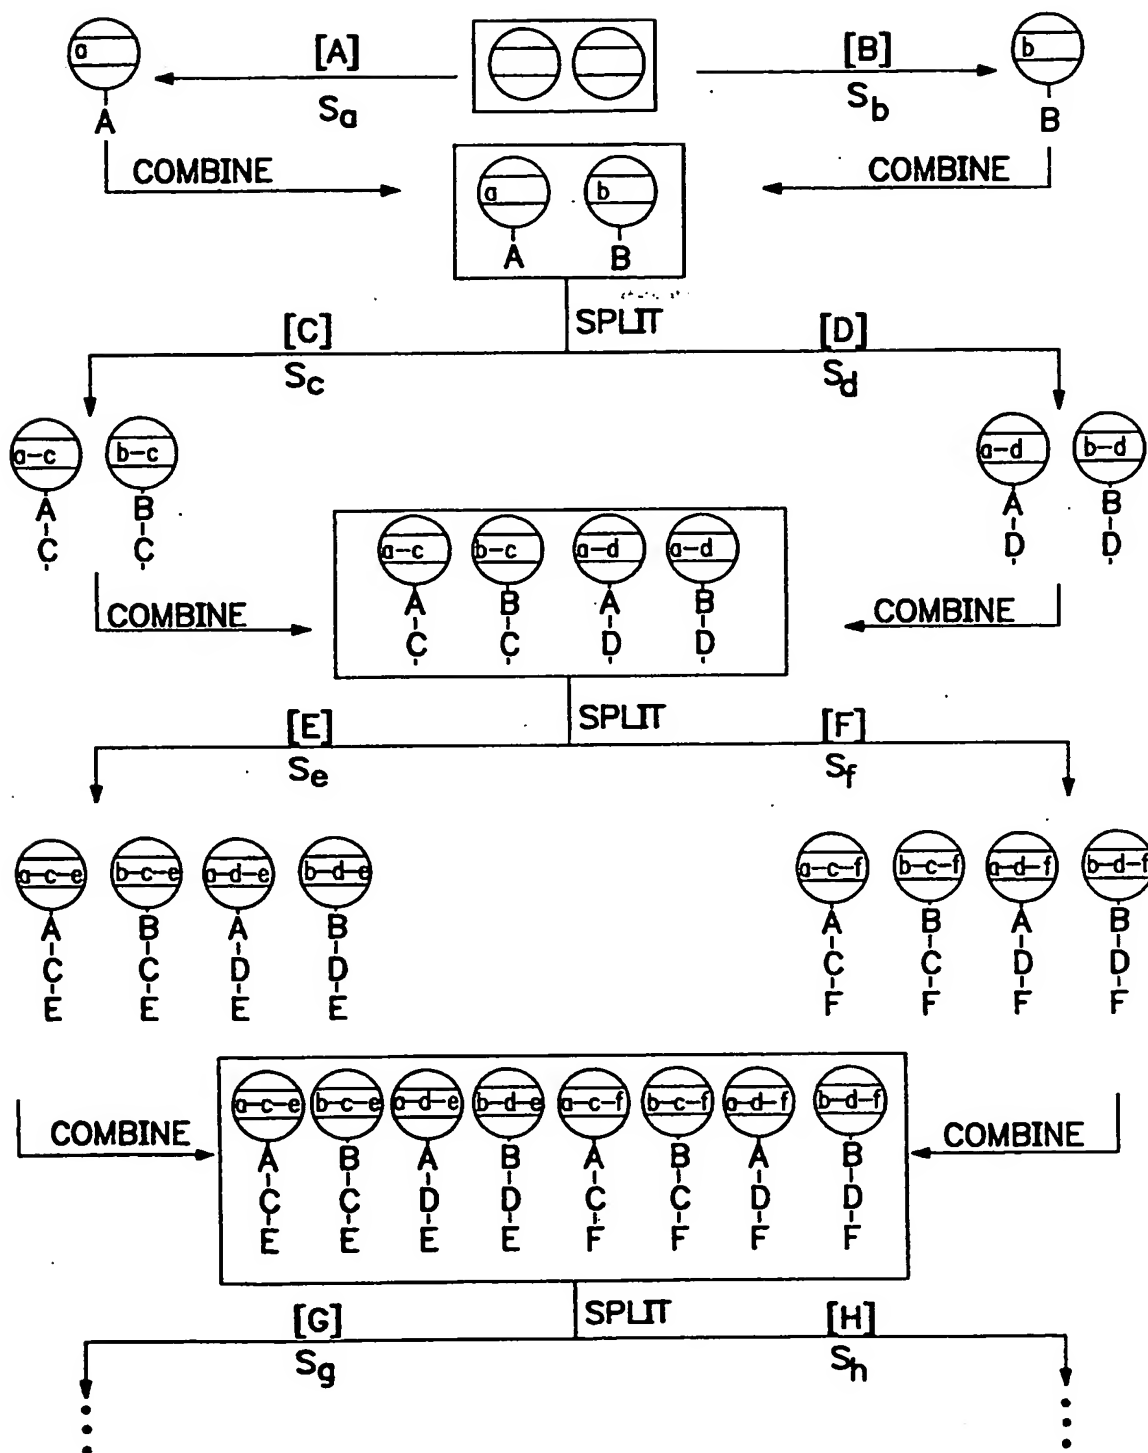 a [A] [B] b
Sa Sb
A B
COMBINE COMBINE
a b
A B
SPLIT
[C] [D]
Sc Sd
a-c b-c a-d b-d
A B A B
C C D D
a-c b-c a-d a-d
COMBINE COMBINE
A B A B
C C D D
SPLIT
[E] [F]
Se Sf
a-c-e b-c-e a-d-e b-d-e a-c-f b-c-f a-d-f b-d-f
A B A B A B A B
C C D D C C D D
E E E E F F F F
a-c-e b-c-e a-d-e b-d-e a-c-f b-c-f a-d-f b-d-f
COMBINE COMBINE
A B A B A B A B
C C D D C C D D
E E E E F F F F
SPLIT
[G] [H]
Sg Sh